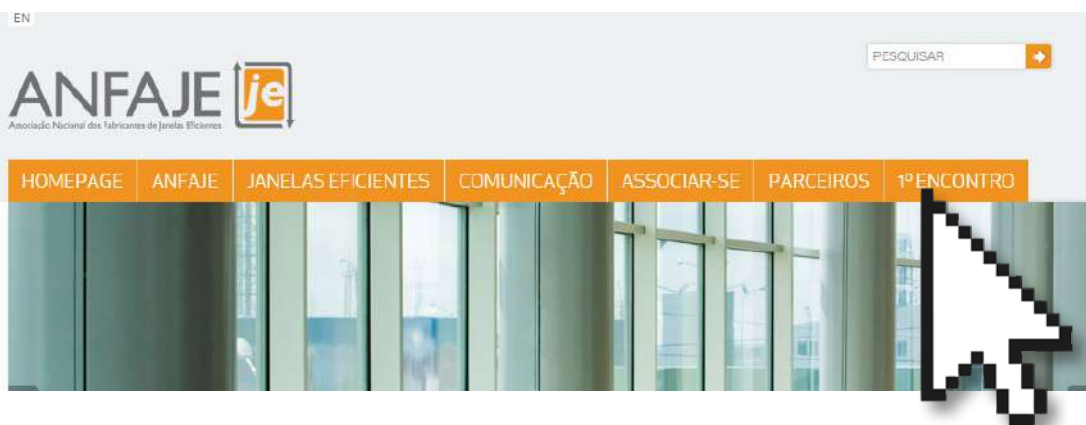 EN
PESQUISAR
ANFAJE je
Associação Nacional dos Fabricantes de Janelas Eficientes
HOMEPAGE ANFAJE JANELAS EFICIENTES COMUNICAÇÃO ASSOCIAR-SE PARCEIROS 1º ENCONTRO